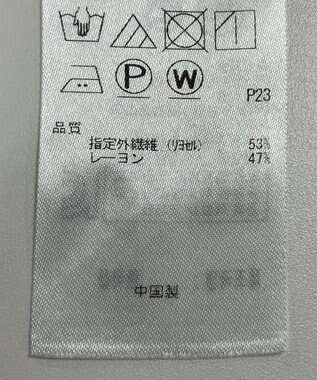 P
W
P23
品質
指定外繊維 (リヨセル) 53%
レーヨン 47%
中国製